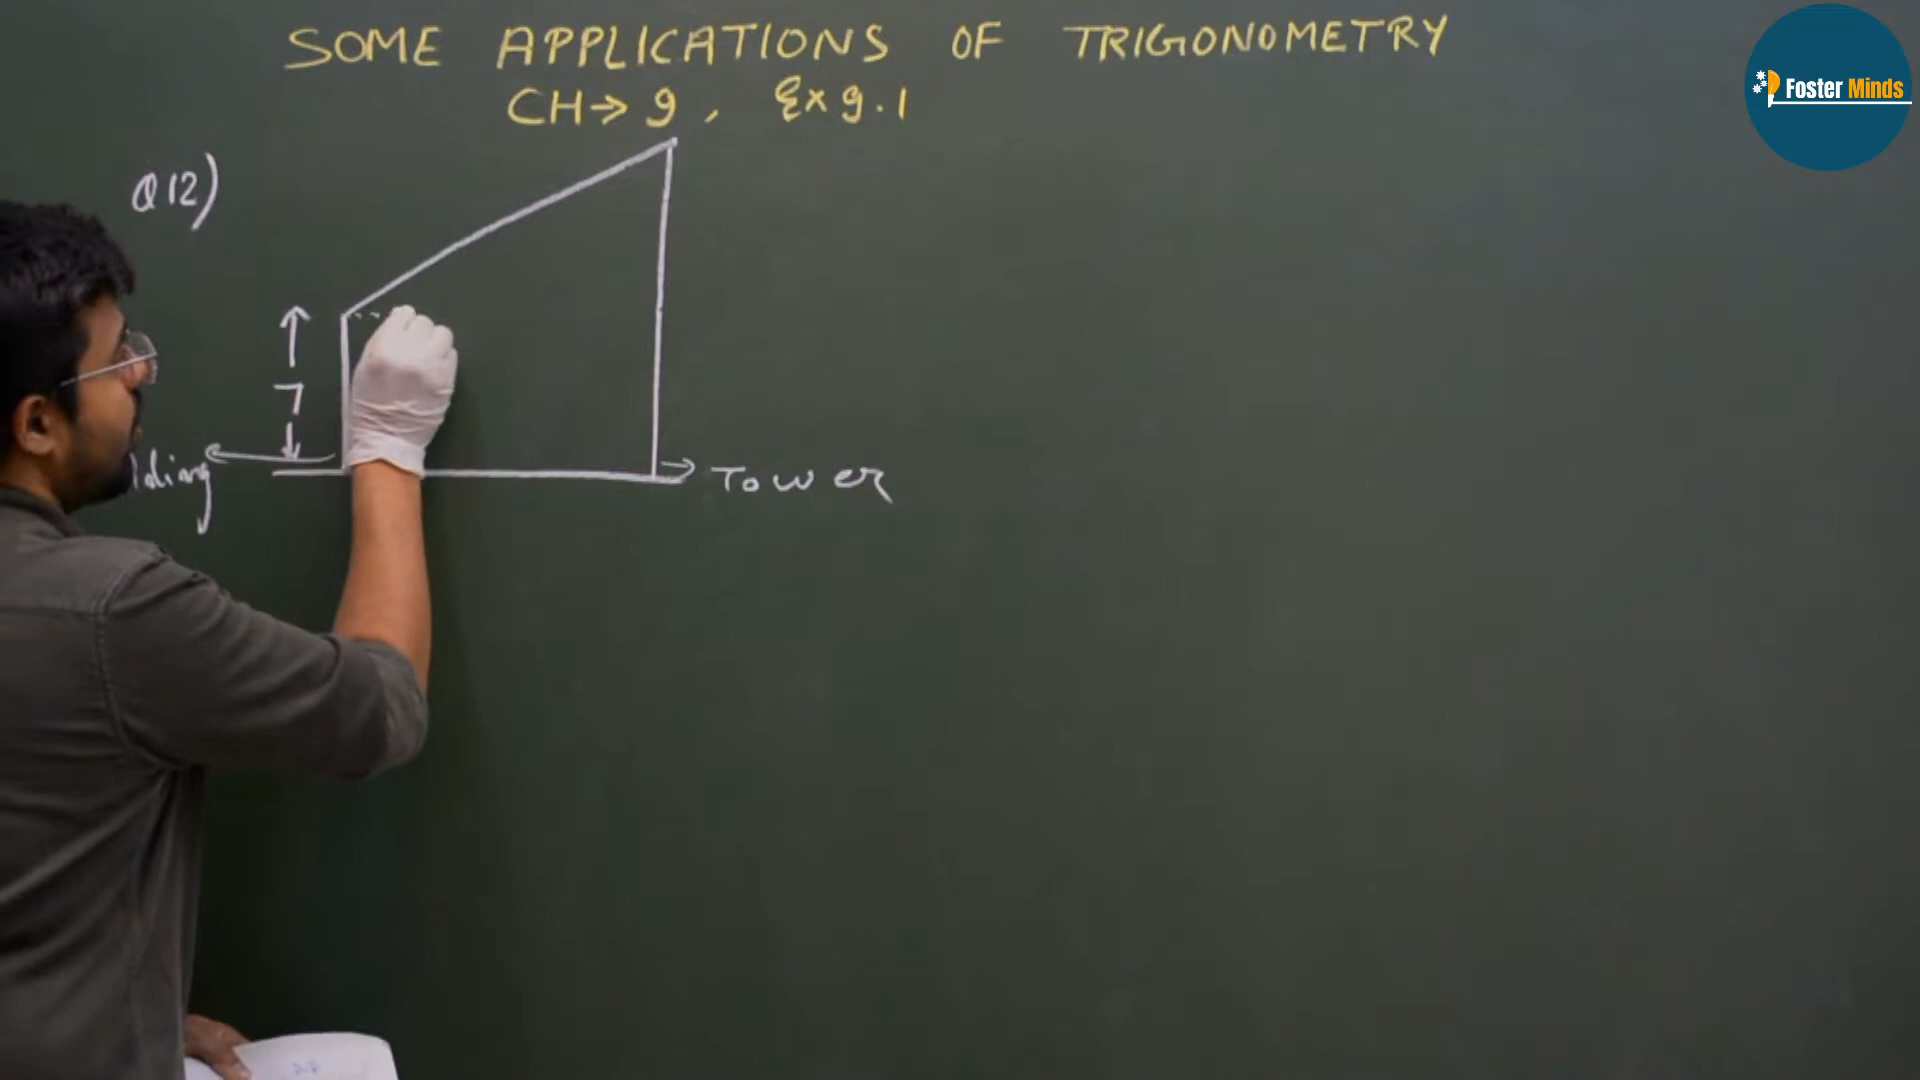 SOME APPLICATIONS OF TRIGONOMETRY
CH→9, Ex 9.1
Foster Minds
Q12)
7
Tower